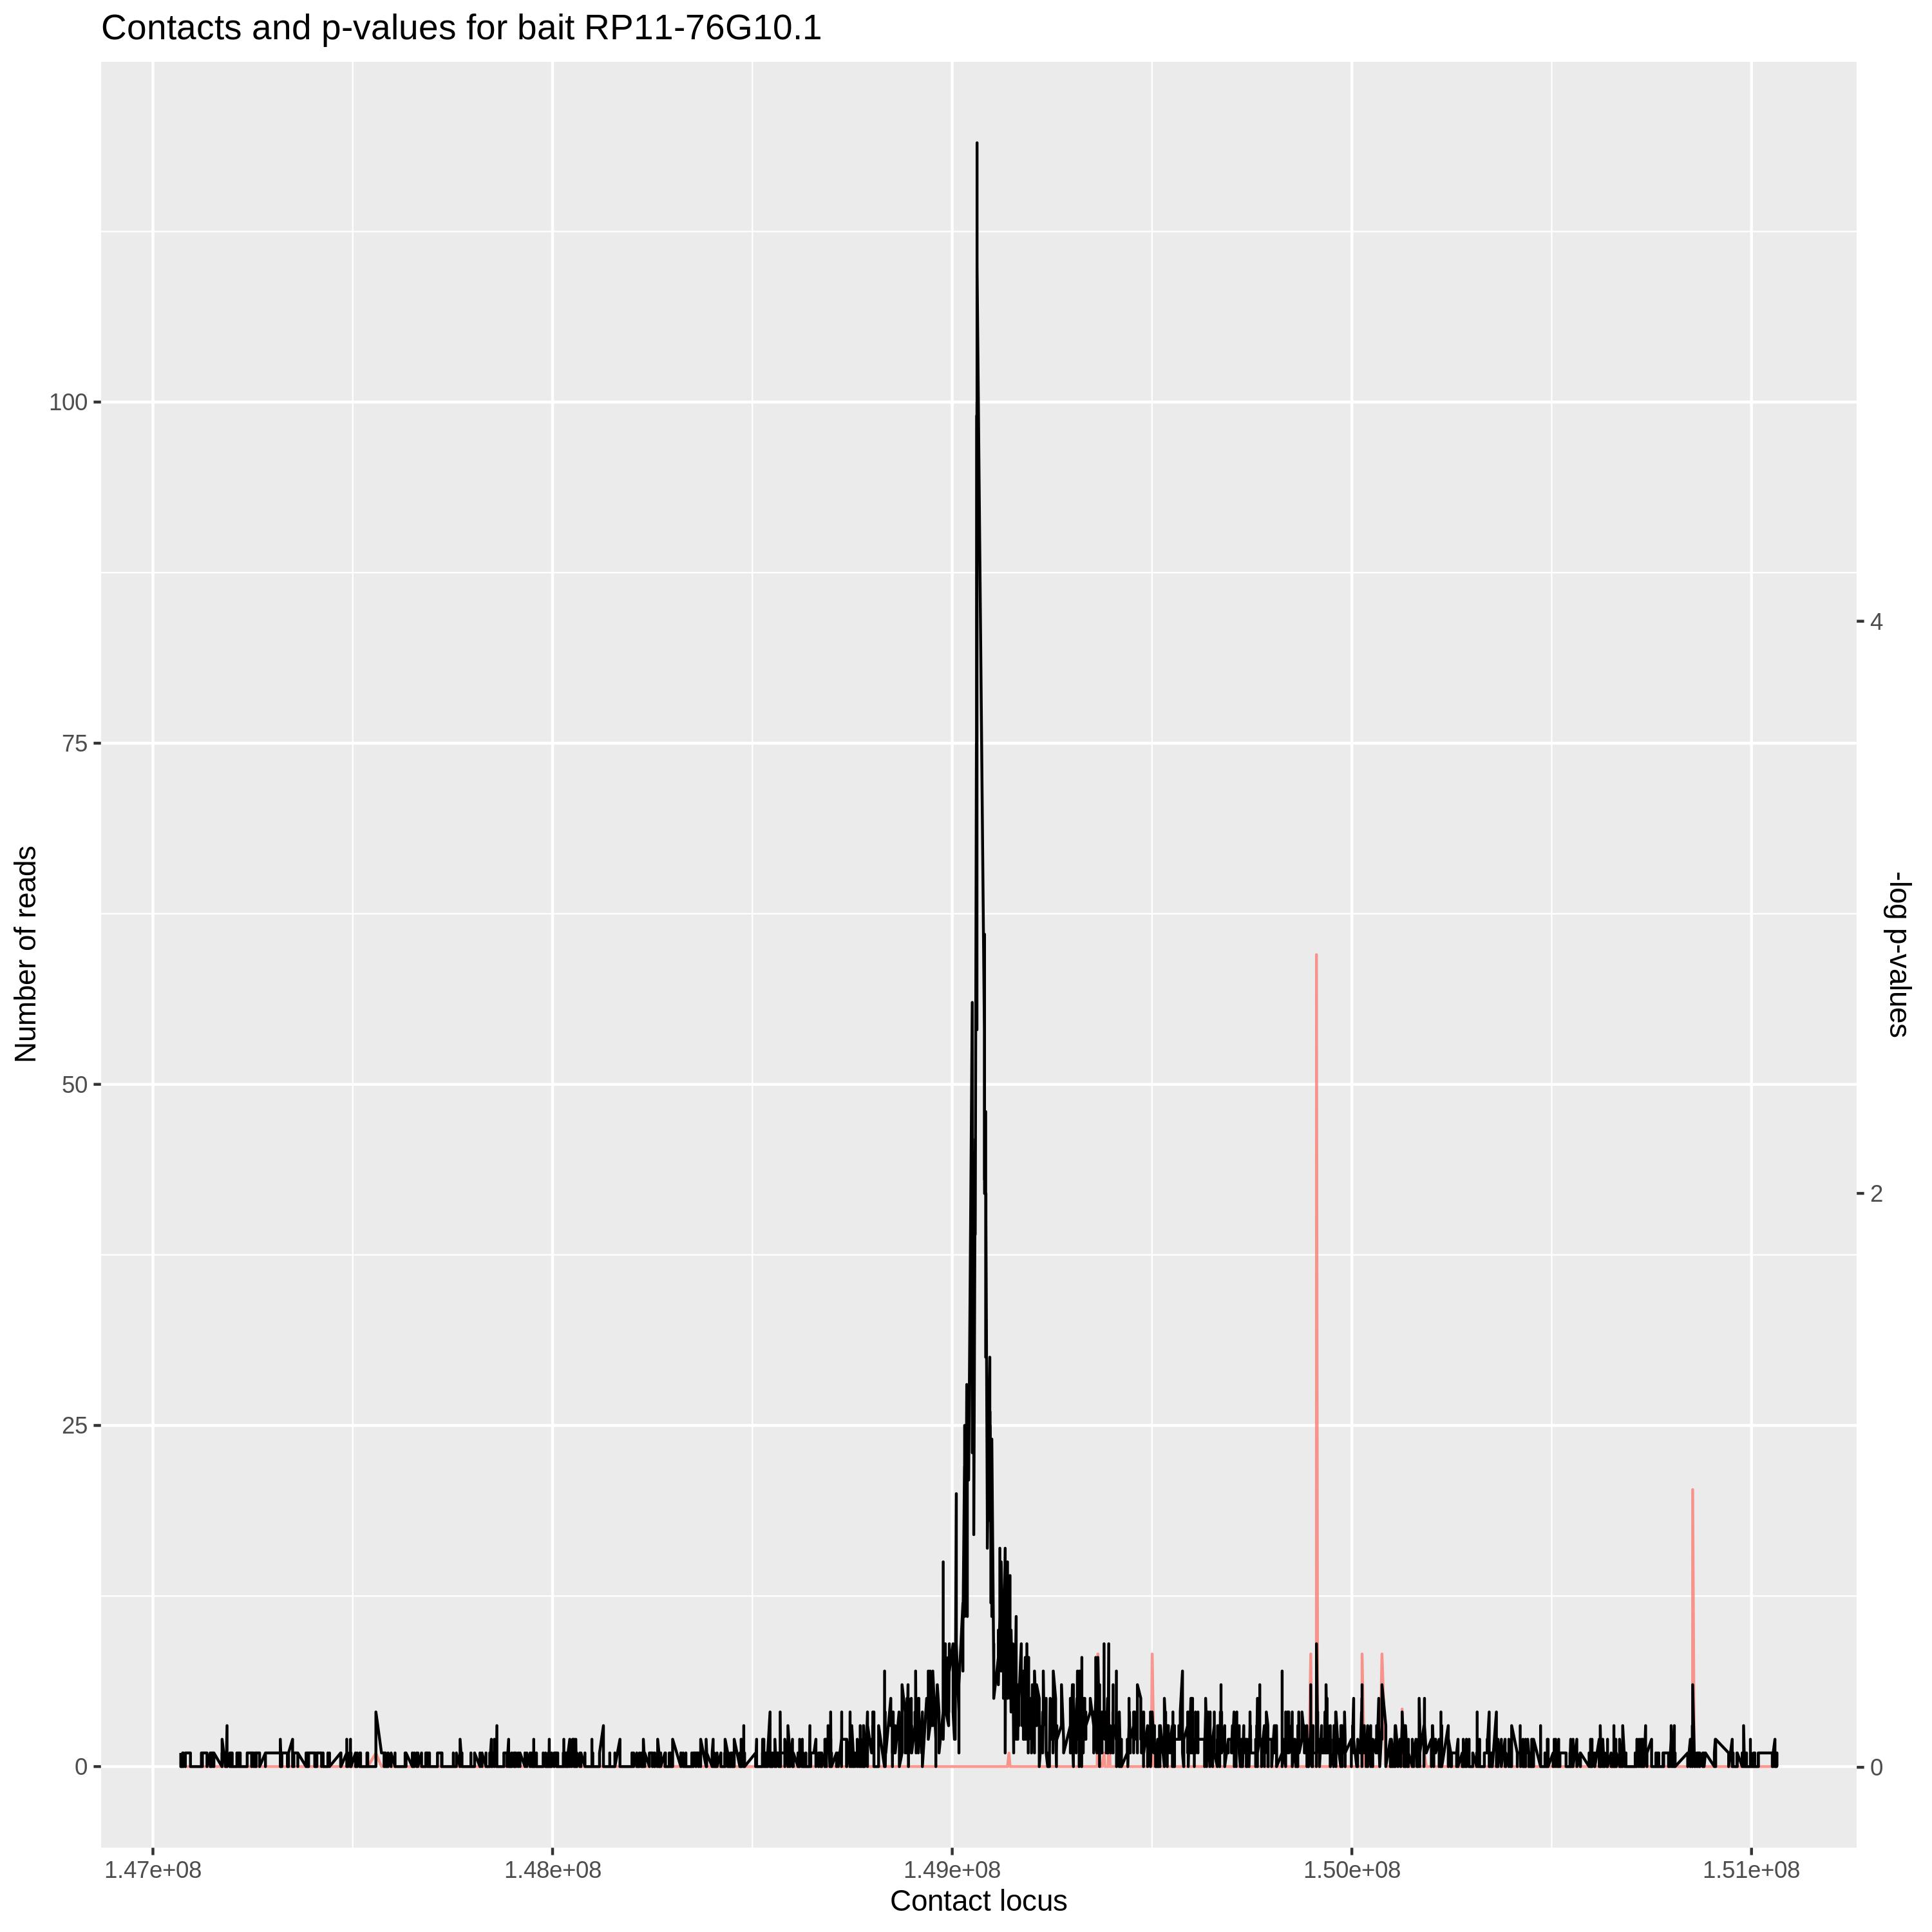 Contacts and p-values for bait RP11-76G10.1
100
75
50
25
0
Number of reads
4
2
0
-log p-values
1.47e+08 1.48e+08 1.49e+08 1.50e+08 1.51e+08
Contact locus